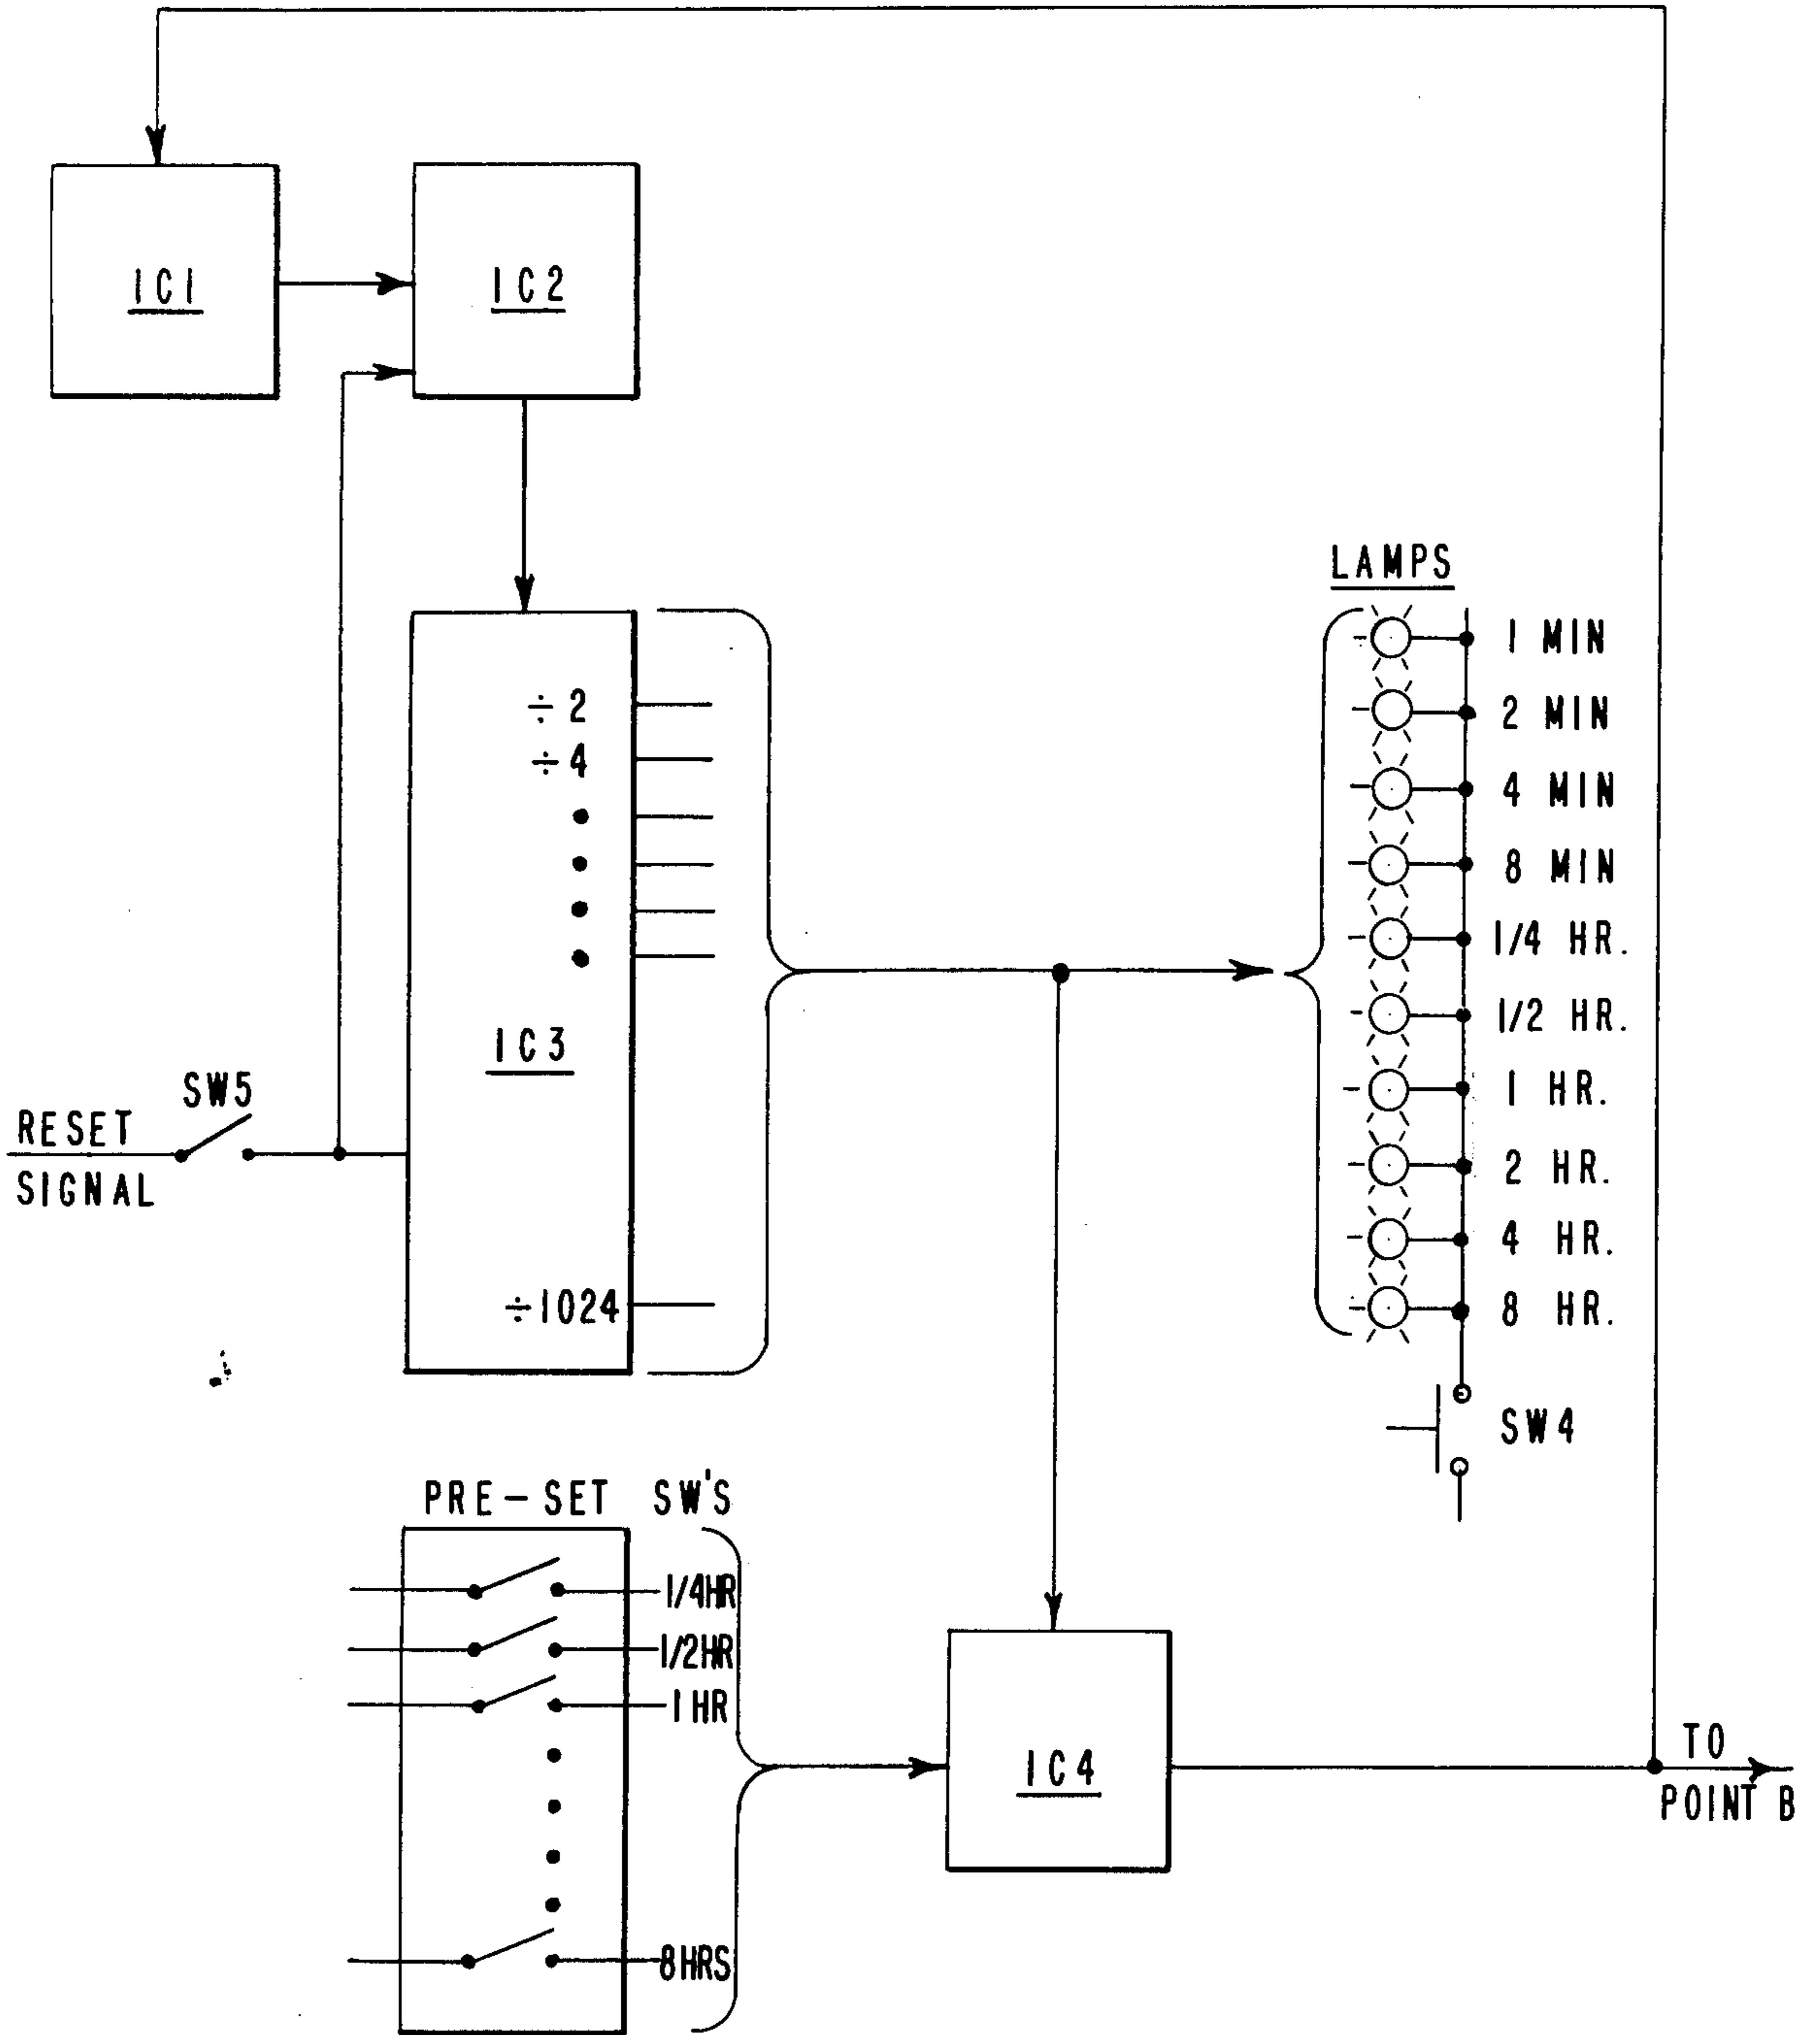 IC1
IC2
LAMPS
1 MIN
2 MIN
4 MIN
8 MIN
1/4 HR.
1/2 HR.
1 HR.
2 HR.
4 HR.
8 HR.
SW4
÷2
÷4
IC3
÷1024
SW5
RESET
SIGNAL
PRE-SET SW'S
1/4HR
1/2HR
1 HR
8HRS
IC4
TO
POINT B